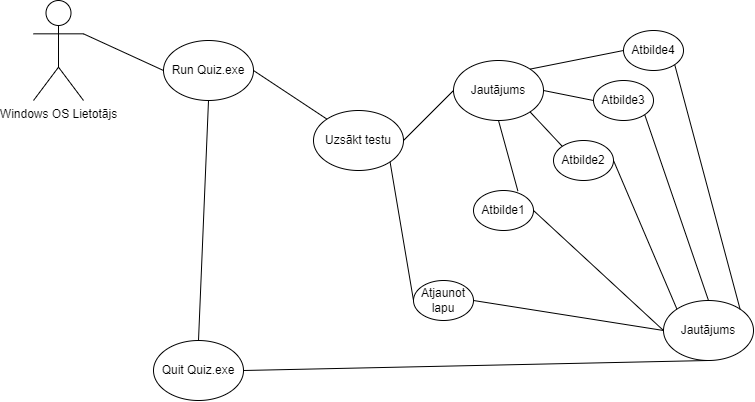 Windows OS Lietotājs
Run Quiz.exe
Uzsākt testu
Jautājums
Atbilde4
Atbilde3
Atbilde2
Atbilde1
Atjaunot
lapu
Jautājums
Quit Quiz.exe